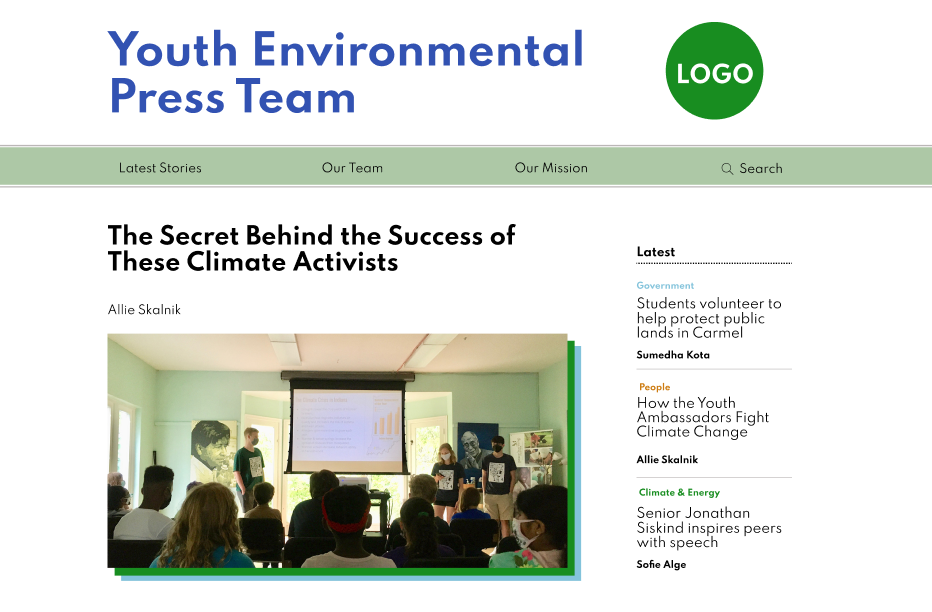 Youth Environmental
Press Team
LOGO
Latest Stories
Our Team
Our Mission
Search
The Secret Behind the Success of
These Climate Activists
Allie Skalnik
Latest
Government
Students volunteer to
help protect public
lands in Carmel
Sumedha Kota
People
How the Youth
Ambassadors Fight
Climate Change
Allie Skalnik
Climate & Energy
Senior Jonathan
Siskind inspires peers
with speech
Sofie Alge